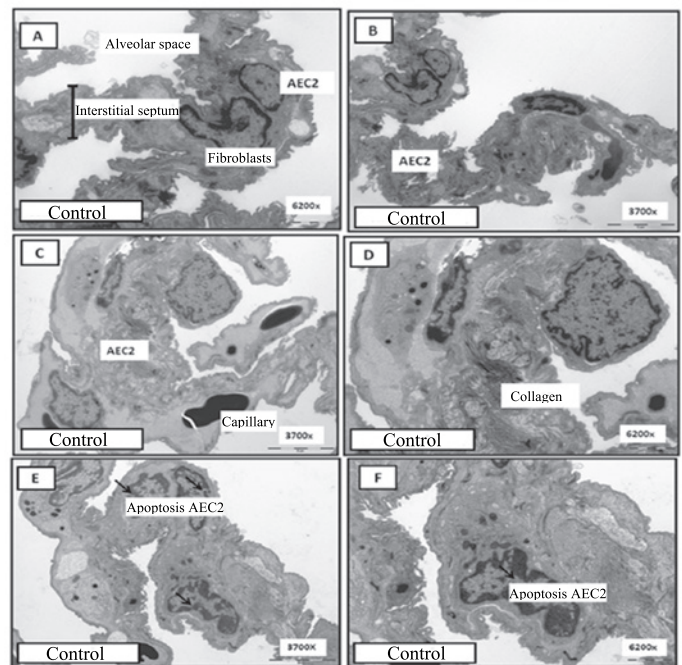 A
Alveolar space
AEC2
Interstitial septum
Fibroblasts
Control
6200x
B
AEC2
Control
3700x
C
AEC2
Capillary
Control
3700x
D
Collagen
Control
6200x
E
Apoptosis AEC2
Control
3700X
F
Apoptosis AEC2
Control
6200x